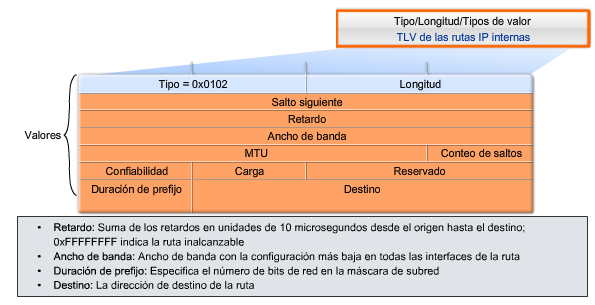 Tipo/Longitud/Tipos de valor
TLV de las rutas IP internas
Tipo = 0x0102 Longitud
Salto siguiente
Retardo
Ancho de banda
Valores
MTU Conteo de saltos
Confiabilidad Carga Reservado
Duración de prefijo Destino
• Retardo: Suma de los retardos en unidades de 10 microsegundos desde el origen hasta el destino;
0xFFFFFFFF indica la ruta inalcanzable
• Ancho de banda: Ancho de banda con la configuración más baja en todas las interfaces de la ruta
• Duración de prefijo: Especifica el número de bits de red en la máscara de subred
• Destino: La dirección de destino de la ruta